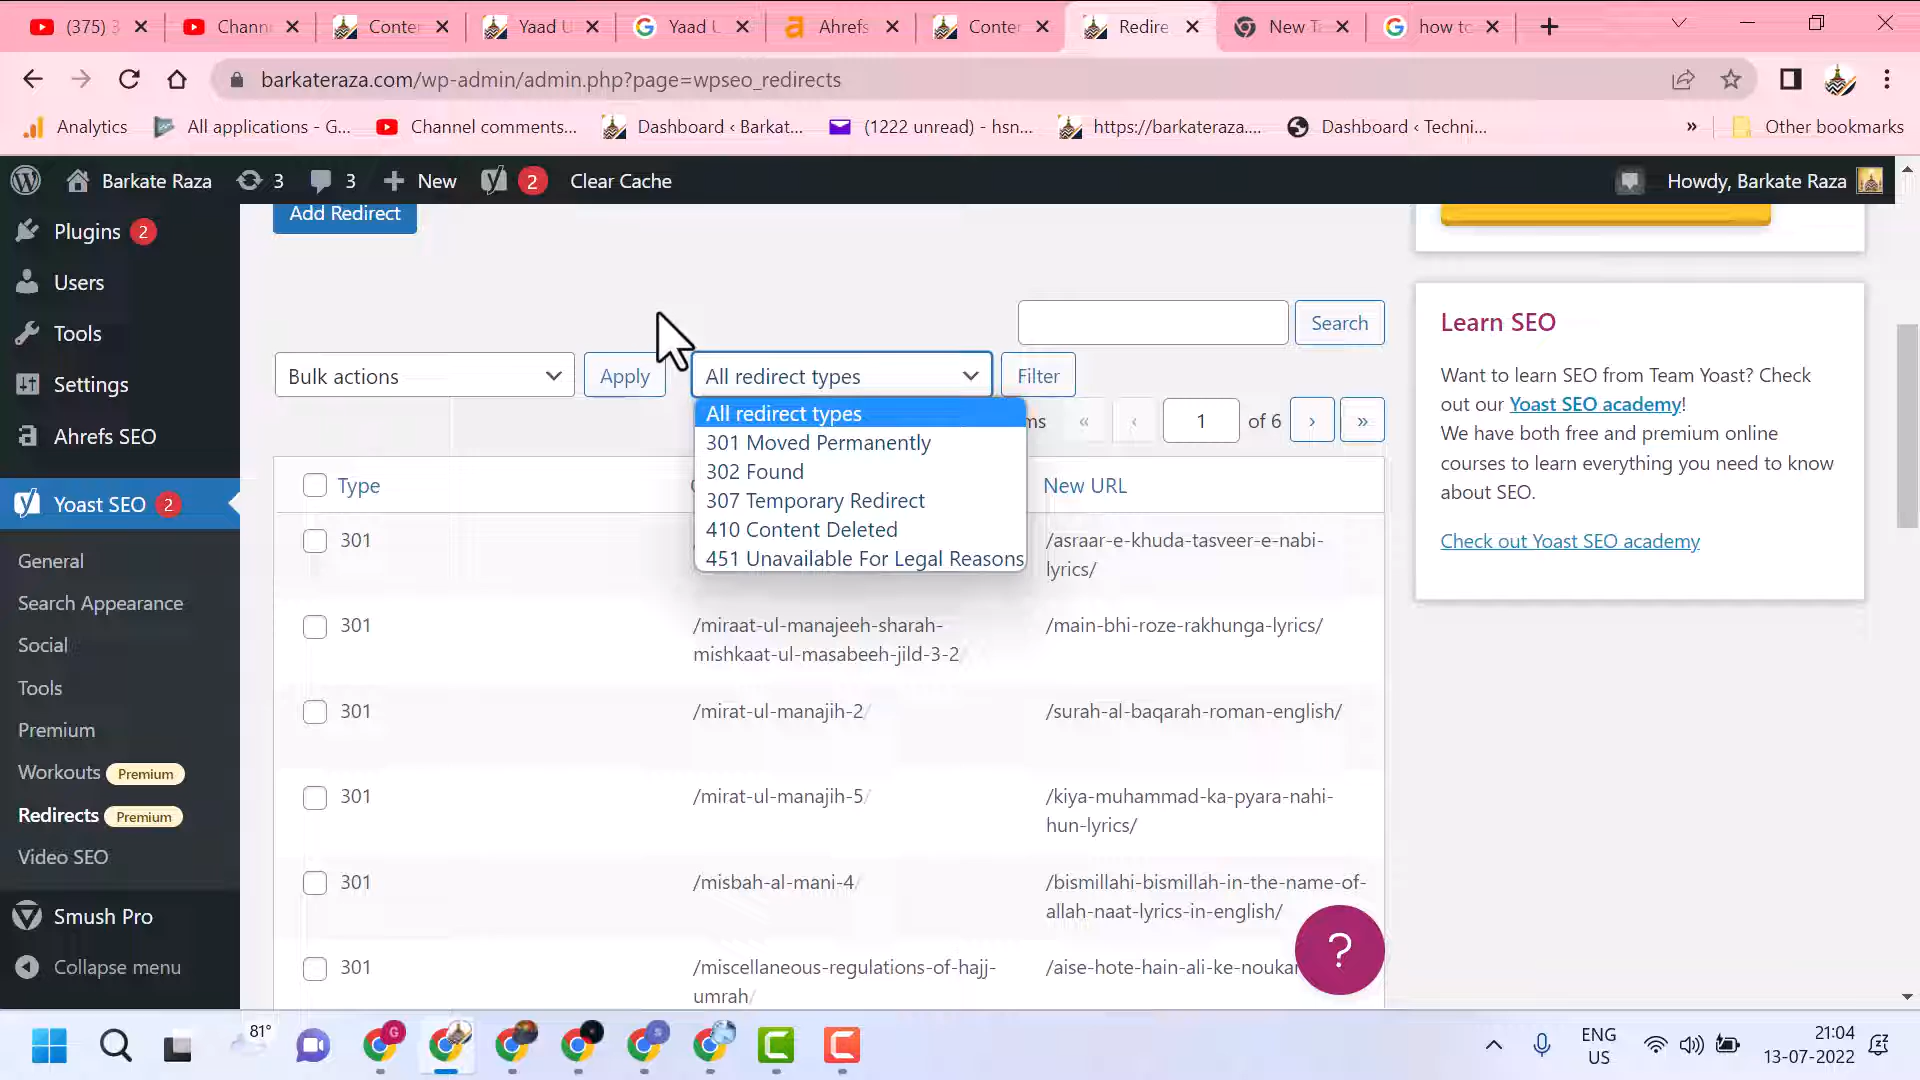 (375) 3
Chann
Conter
Yaad U
Yaad U
Ahrefs
Conter
Redire
New Ta
how to
barkateraza.com/wp-admin/admin.php?page=wpseo_redirects
Analytics
All applications - G...
Channel comments...
Dashboard ‹ Barkat...
(1222 unread) - hsn...
https://barkateraza....
Dashboard ‹ Techni...
»
Other bookmarks
Barkate Raza
3
3
New
2
Clear Cache
Howdy, Barkate Raza
Plugins 2
Users
Tools
Settings
Ahrefs SEO
Yoast SEO 2
General
Search Appearance
Social
Tools
Premium
Workouts Premium
Redirects Premium
Video SEO
Smush Pro
Collapse menu
Add Redirect
Search
Bulk actions
Apply
All redirect types
Filter
All redirect types
301 Moved Permanently
302 Found
307 Temporary Redirect
410 Content Deleted
451 Unavailable For Legal Reasons
« ‹ 1 of 6 › »
Type
New URL
301
/asraar-e-khuda-tasveer-e-nabi-
lyrics/
301
/miraat-ul-manajeeh-sharah-
mishkaat-ul-masabeeh-jild-3-2/
/main-bhi-roze-rakhunga-lyrics/
301
/mirat-ul-manajih-2/
/surah-al-baqarah-roman-english/
301
/mirat-ul-manajih-5/
/kiya-muhammad-ka-pyara-nahi-
hun-lyrics/
301
/misbah-al-mani-4/
/bismillahi-bismillah-in-the-name-of-
allah-naat-lyrics-in-english/
301
/miscellaneous-regulations-of-hajj-
umrah/
/aise-hote-hain-ali-ke-noukar
?
Learn SEO
Want to learn SEO from Team Yoast? Check
out our Yoast SEO academy!
We have both free and premium online
courses to learn everything you need to know
about SEO.
Check out Yoast SEO academy
81°
ENG
US
21:04
13-07-2022